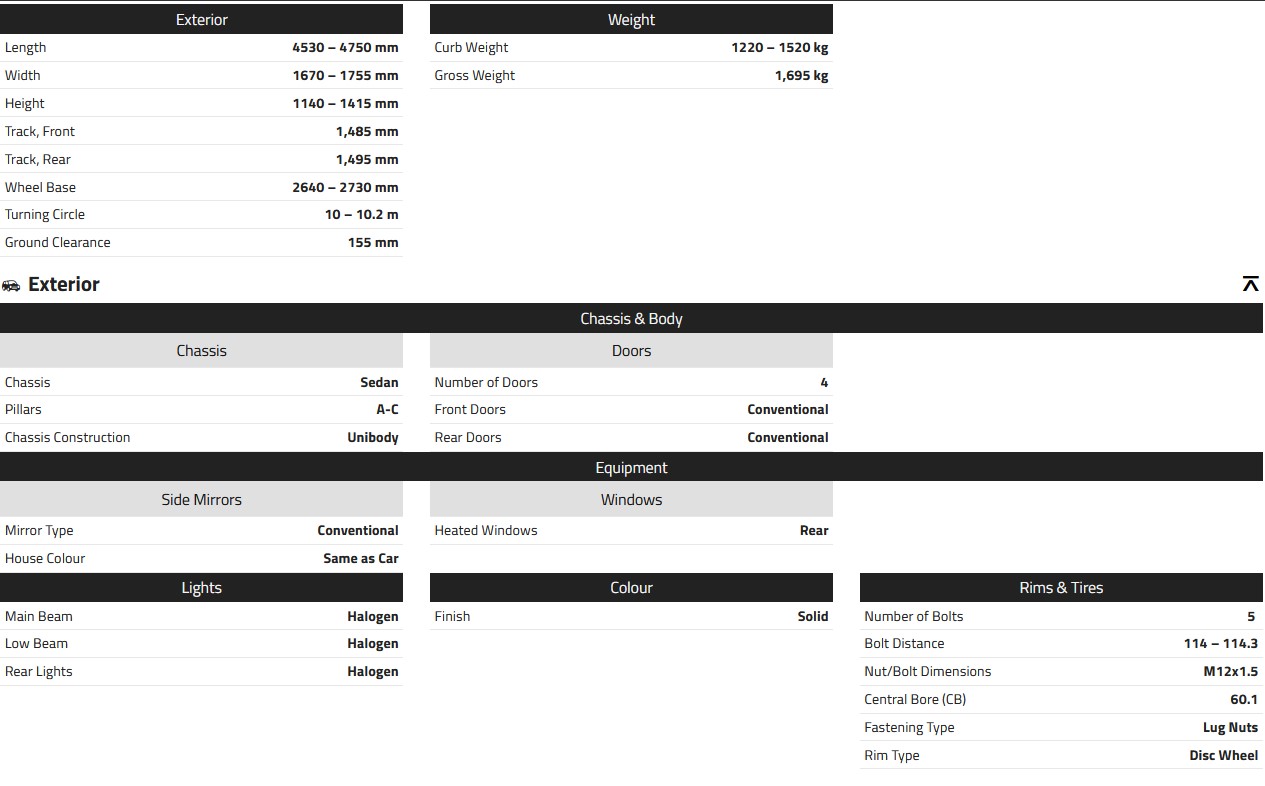 Exterior
Length 4530 – 4750 mm
Width 1670 – 1755 mm
Height 1140 – 1415 mm
Track, Front 1,485 mm
Track, Rear 1,495 mm
Wheel Base 2640 – 2730 mm
Turning Circle 10 – 10.2 m
Ground Clearance 155 mm
Weight
Curb Weight 1220 – 1520 kg
Gross Weight 1,695 kg
Exterior
Chassis & Body
Chassis
Chassis Sedan
Pillars A-C
Chassis Construction Unibody
Doors
Number of Doors 4
Front Doors Conventional
Rear Doors Conventional
Equipment
Side Mirrors
Mirror Type Conventional
House Colour Same as Car
Windows
Heated Windows Rear
Lights
Main Beam Halogen
Low Beam Halogen
Rear Lights Halogen
Colour
Finish Solid
Rims & Tires
Number of Bolts 5
Bolt Distance 114 – 114.3
Nut/Bolt Dimensions M12x1.5
Central Bore (CB) 60.1
Fastening Type Lug Nuts
Rim Type Disc Wheel